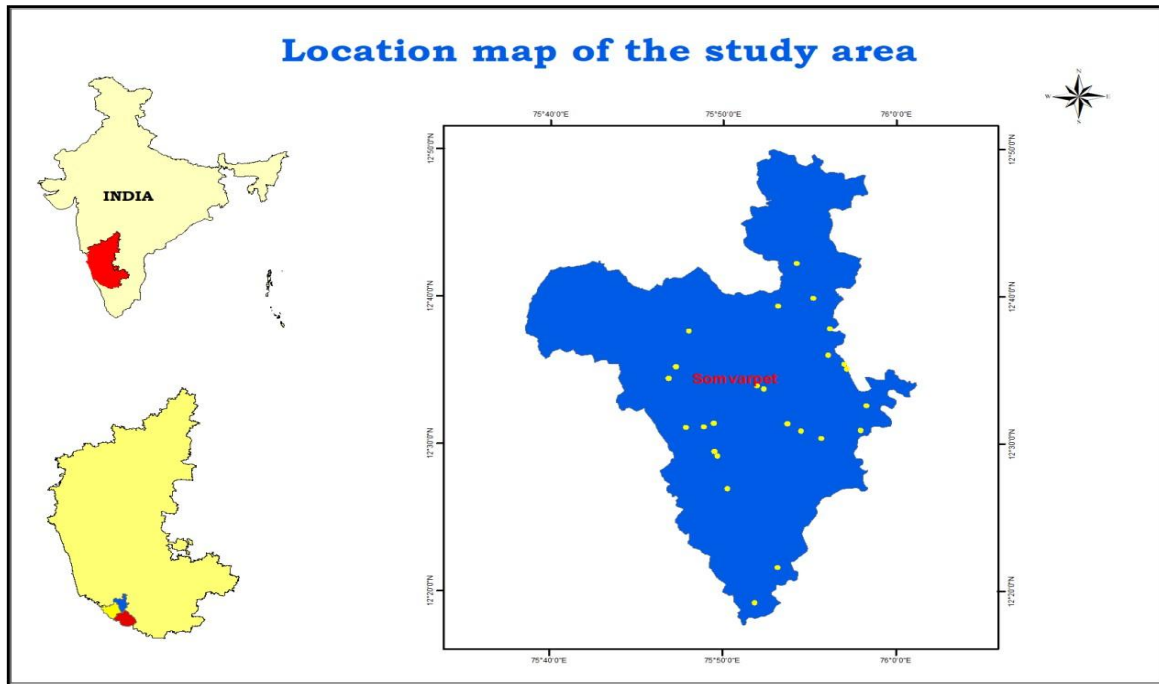 Location map of the study area
N
W E
S
INDIA
75°40'0"E 75°50'0"E 76°0'0"E
12°50'0"N 12°50'0"N
12°40'0"N 12°40'0"N
Somvarpet
12°30'0"N 12°30'0"N
12°20'0"N 12°20'0"N
75°40'0"E 75°50'0"E 76°0'0"E